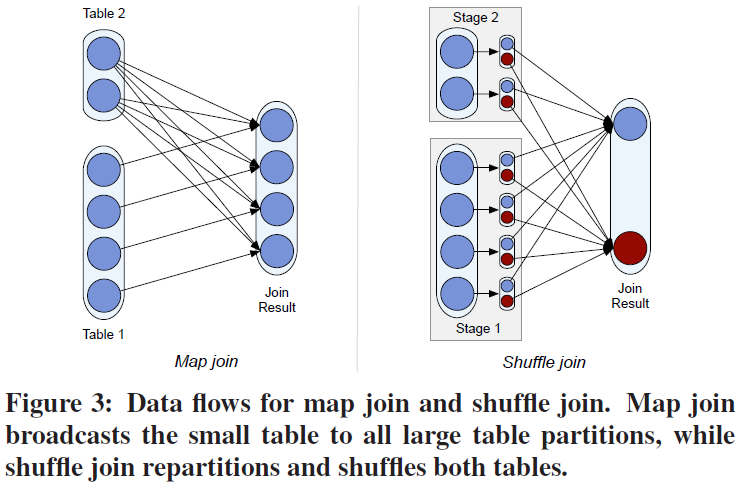 Table 2
Table 1
Join
Result
Map join
Stage 2
Stage 1
Join
Result
Shuffle join
Figure 3: Data flows for map join and shuffle join. Map join
broadcasts the small table to all large table partitions, while
shuffle join repartitions and shuffles both tables.